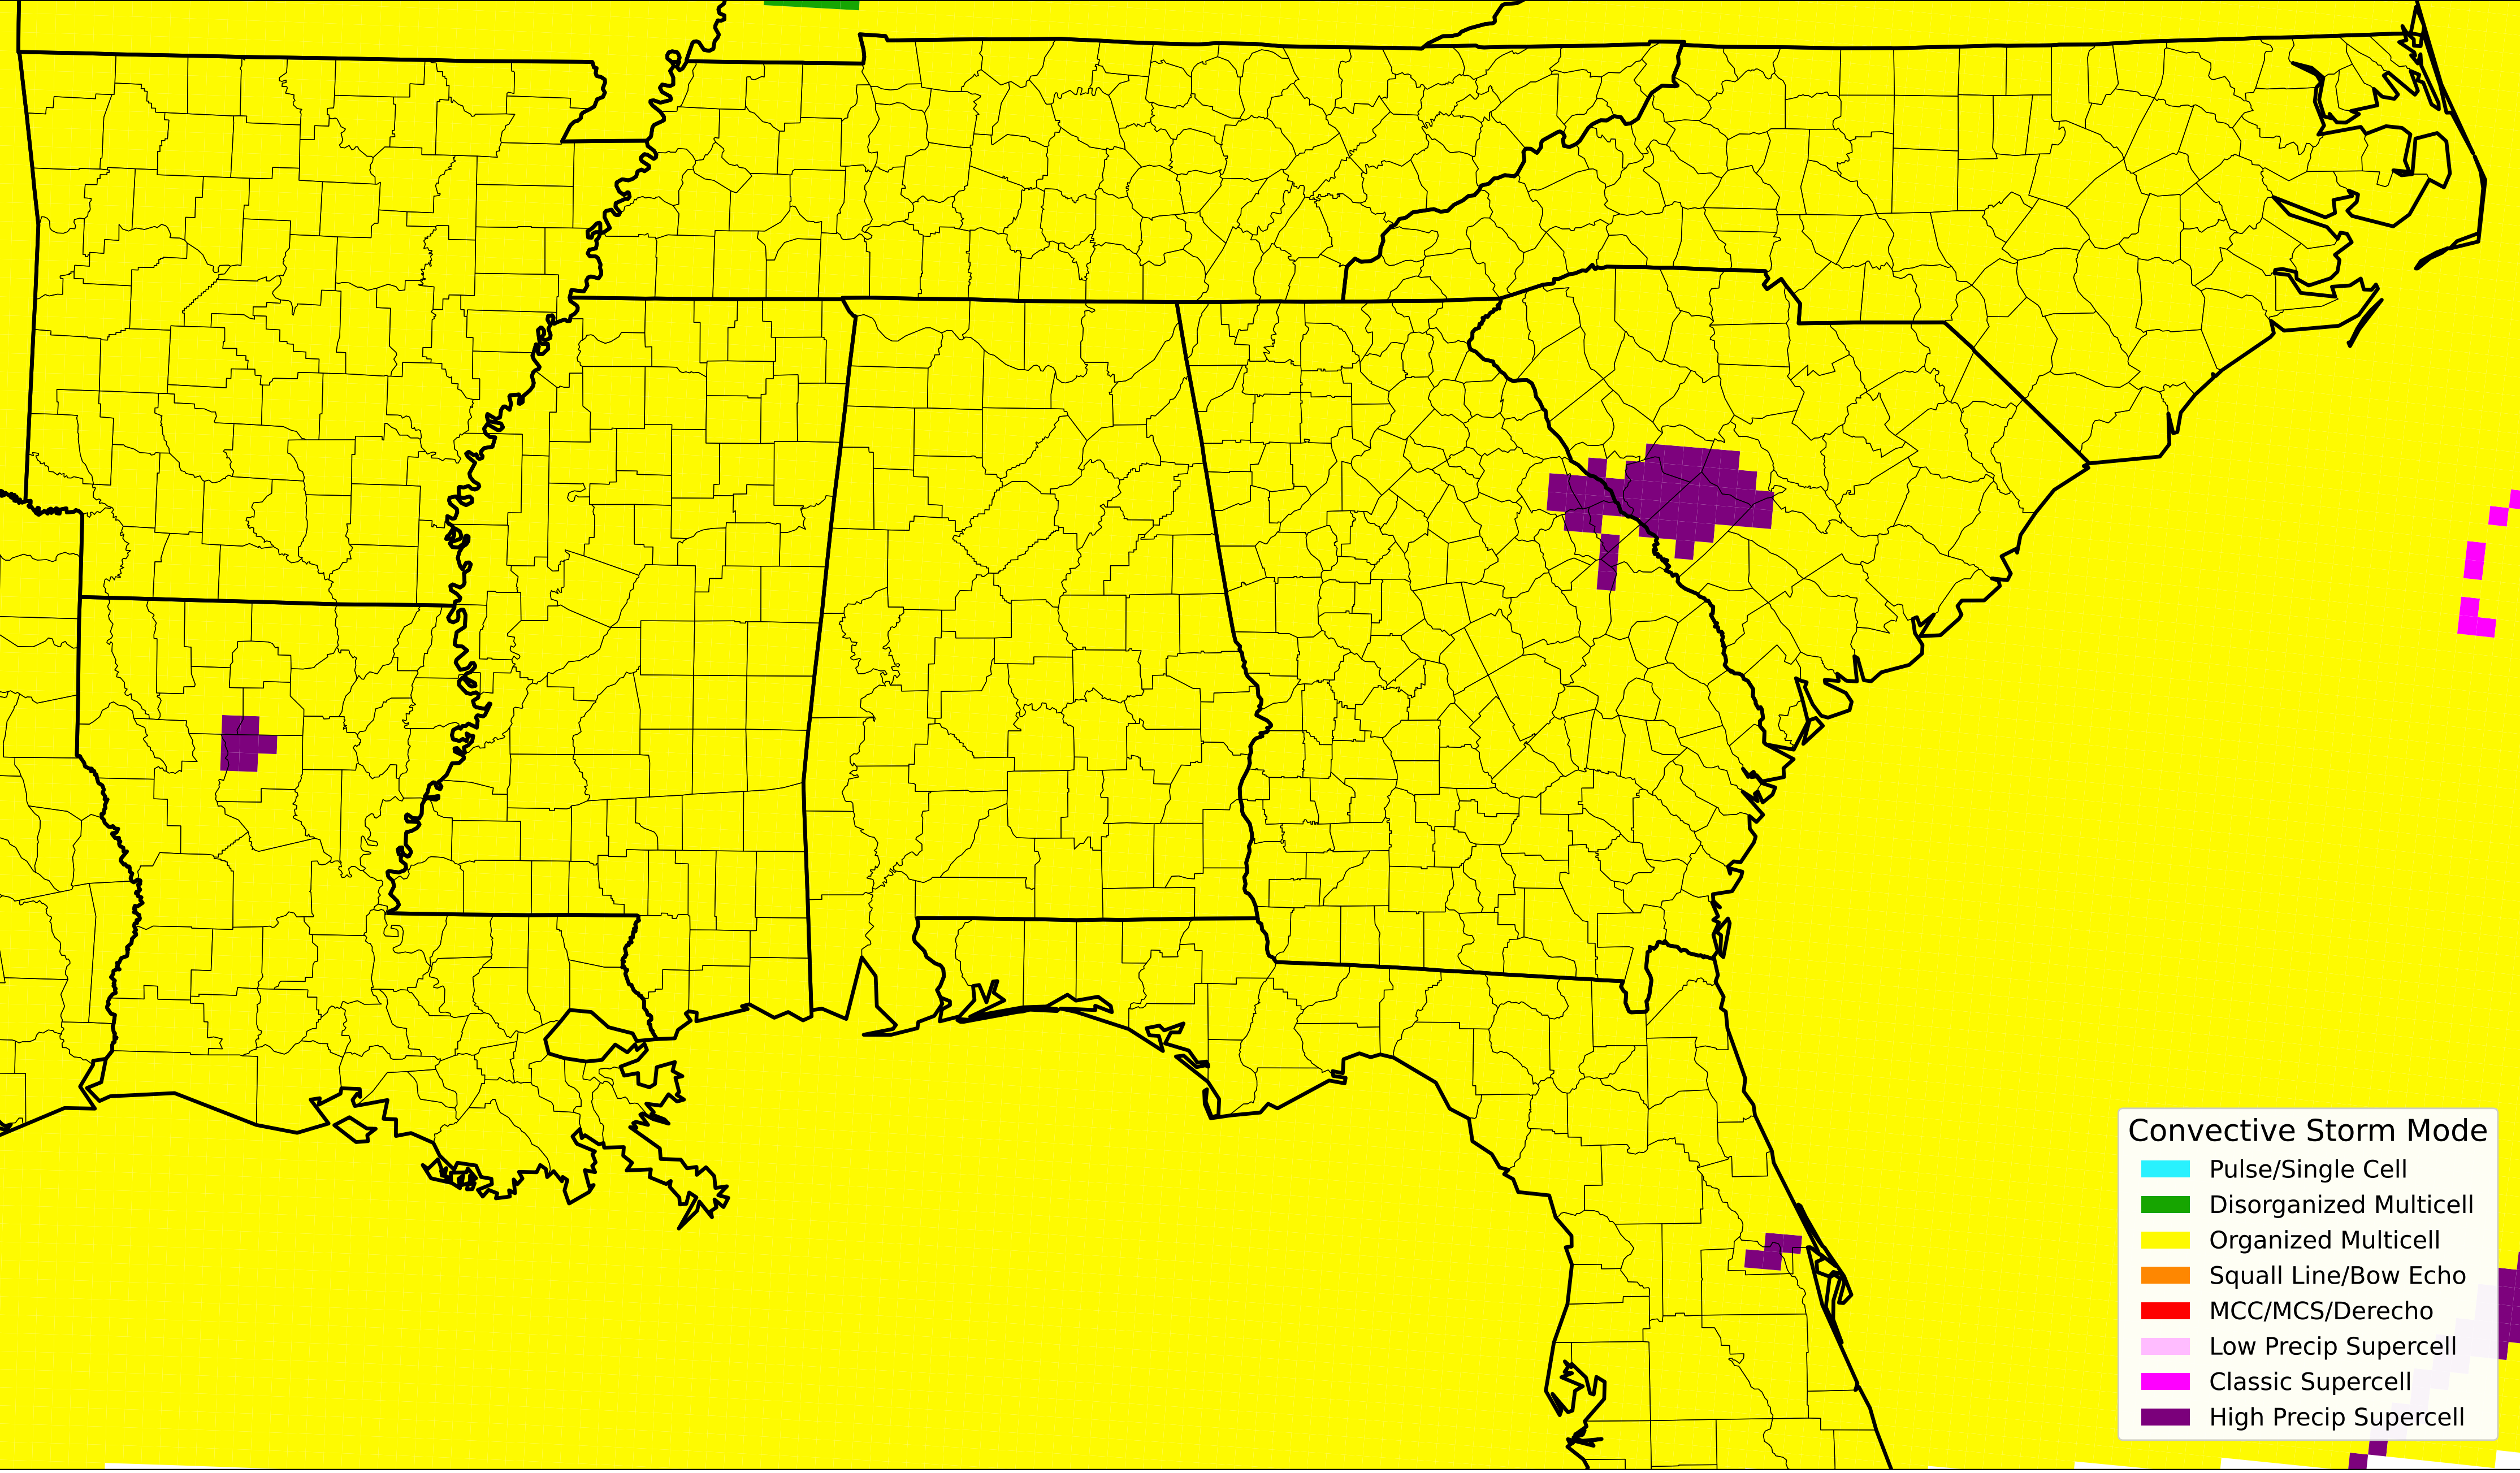 Convective Storm Mode
Pulse/Single Cell
Disorganized Multicell
Organized Multicell
Squall Line/Bow Echo
MCC/MCS/Derecho
Low Precip Supercell
Classic Supercell
High Precip Supercell